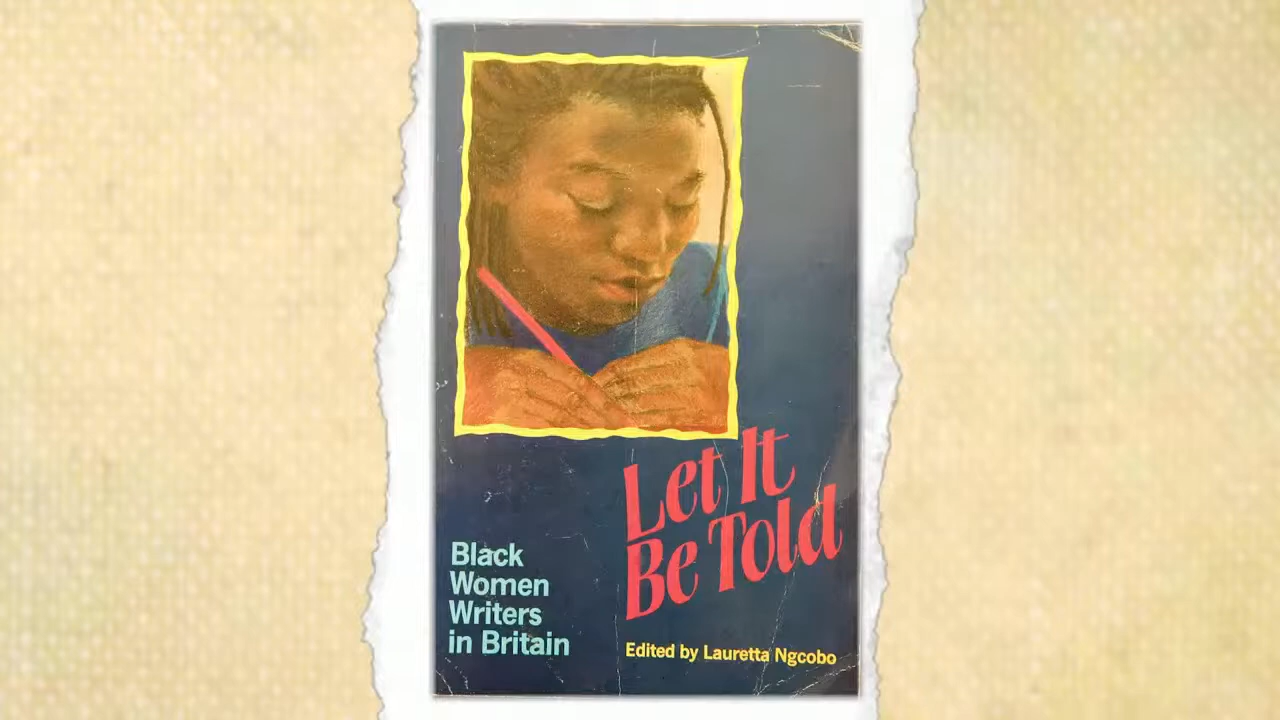 Let It
Be Told
Black
Women
Writers
in Britain
Edited by Lauretta Ngcobo